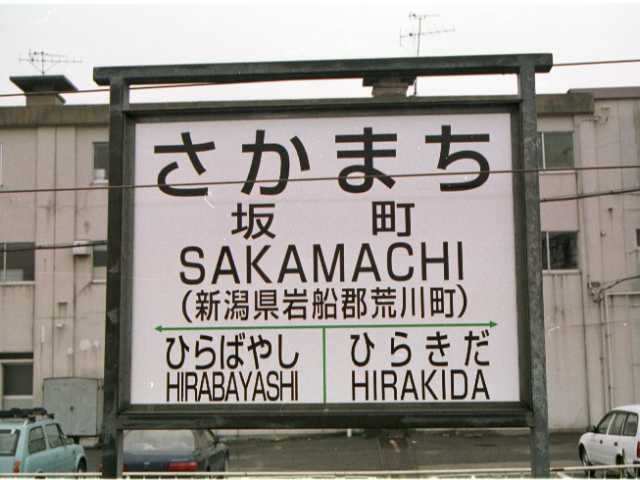 さかまち
坂町
SAKAMACHI
(新潟県岩船郡荒川町)
ひらばやし ひらきだ
HIRABAYASHI HIRAKIDA